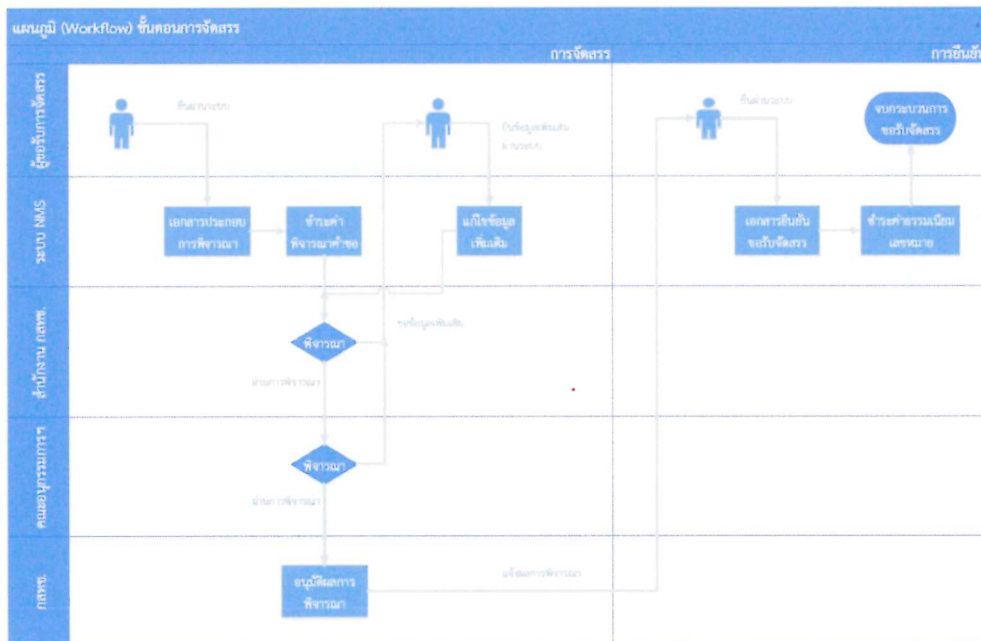 แผนภูมิ (Workflow) ขั้นตอนการจัดสรร
การจัดสรร
การยืนยัน
ผู้ขอรับการจัดสรร
ยื่นผ่านระบบ
ยื่นข้อมูลเพิ่มเติม
ผ่านระบบ
ยื่นผ่านระบบ
จบกระบวนการ
ขอรับจัดสรร
ระบบ NMS
เอกสารประกอบ
การพิจารณา
ชำระค่า
พิจารณาคำขอ
แก้ไขข้อมูล
เพิ่มเติม
เอกสารยืนยัน
ขอรับจัดสรร
ชำระค่าธรรมเนียม
เลขหมาย
สำนักงาน กสทช.
พิจารณา
ขอข้อมูลเพิ่มเติม
ผ่านการพิจารณา
คณะอนุกรรมการฯ
พิจารณา
ผ่านการพิจารณา
กสทช.
อนุมัติผลการ
พิจารณา
แจ้งผลการพิจารณา